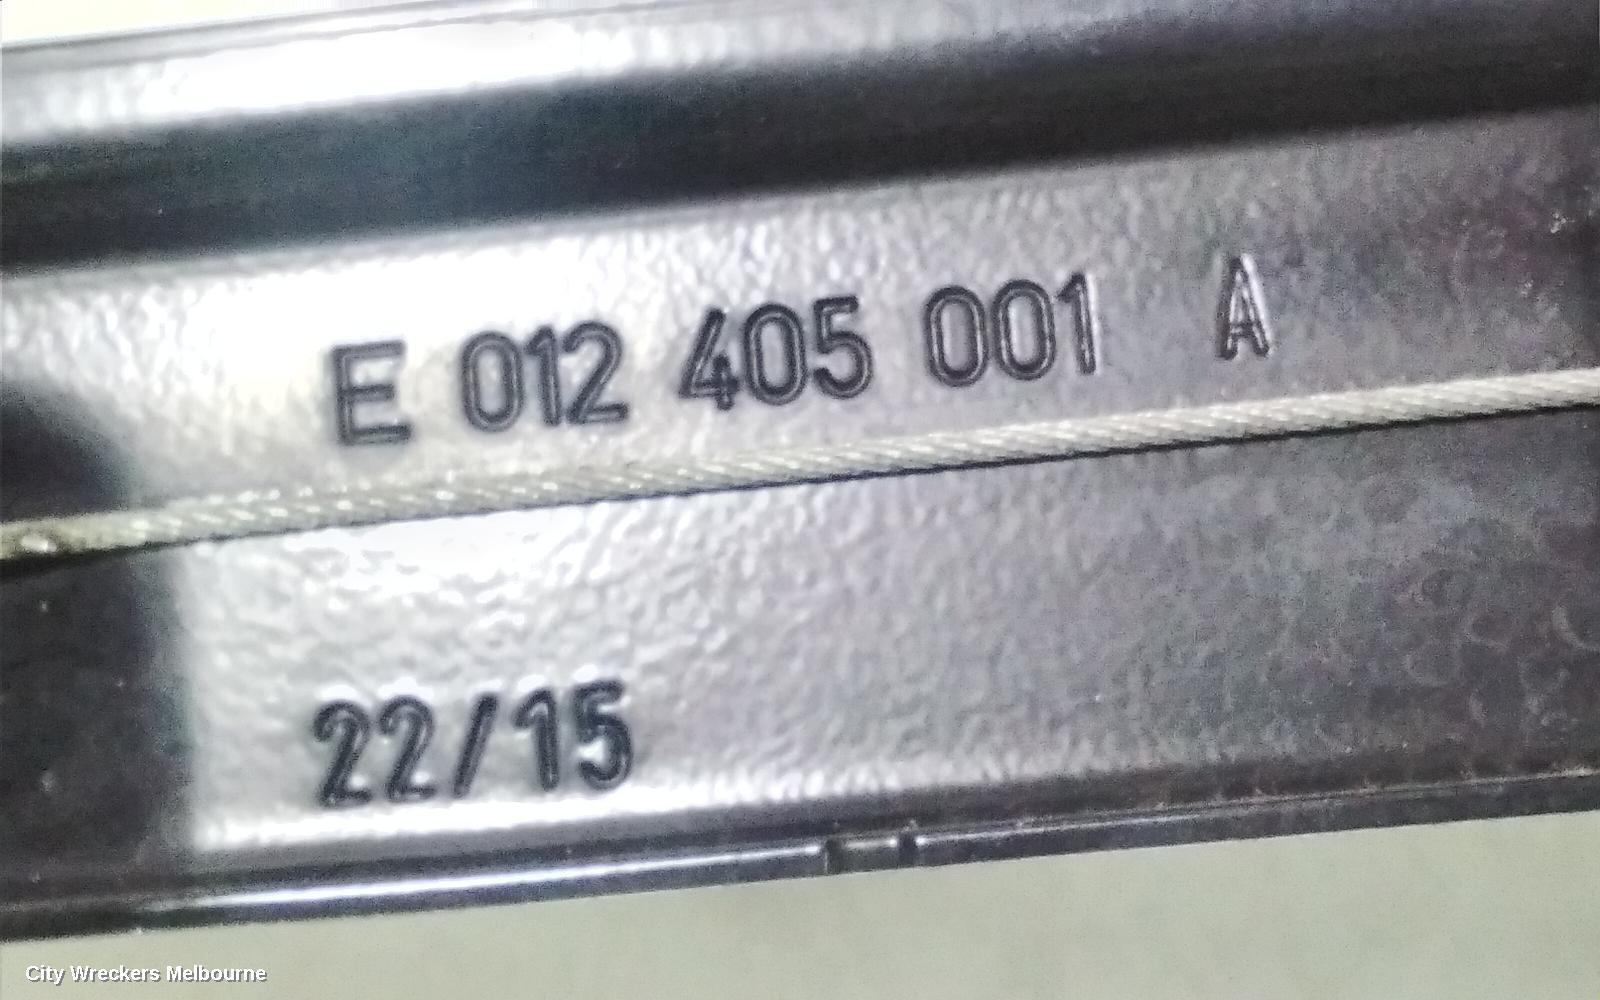 E 012 405 001 A
22/15
City Wreckers Melbourne